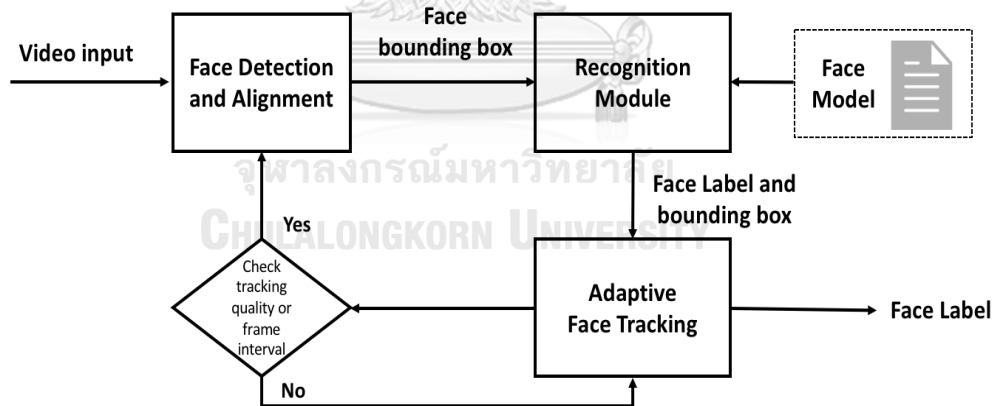 Video input
Face Detection
and Alignment
Face
bounding box
Recognition
Module
Face
Model
จุฬาลงกรณ์มหาวิทยาลัย
CHULALONGKORN UNIVERSITY
Face Label and
bounding box
Yes
Check
tracking
quality or
frame
interval
No
Adaptive
Face Tracking
Face Label